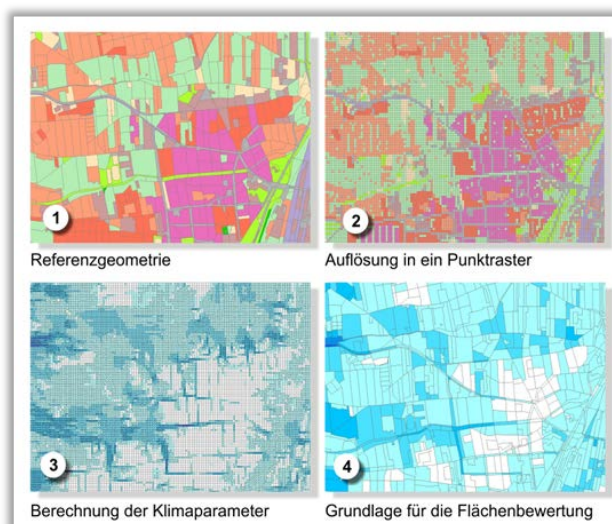 1
Referenzgeometrie
2
Auflösung in ein Punktraster
3
Berechnung der Klimaparameter
4
Grundlage für die Flächenbewertung